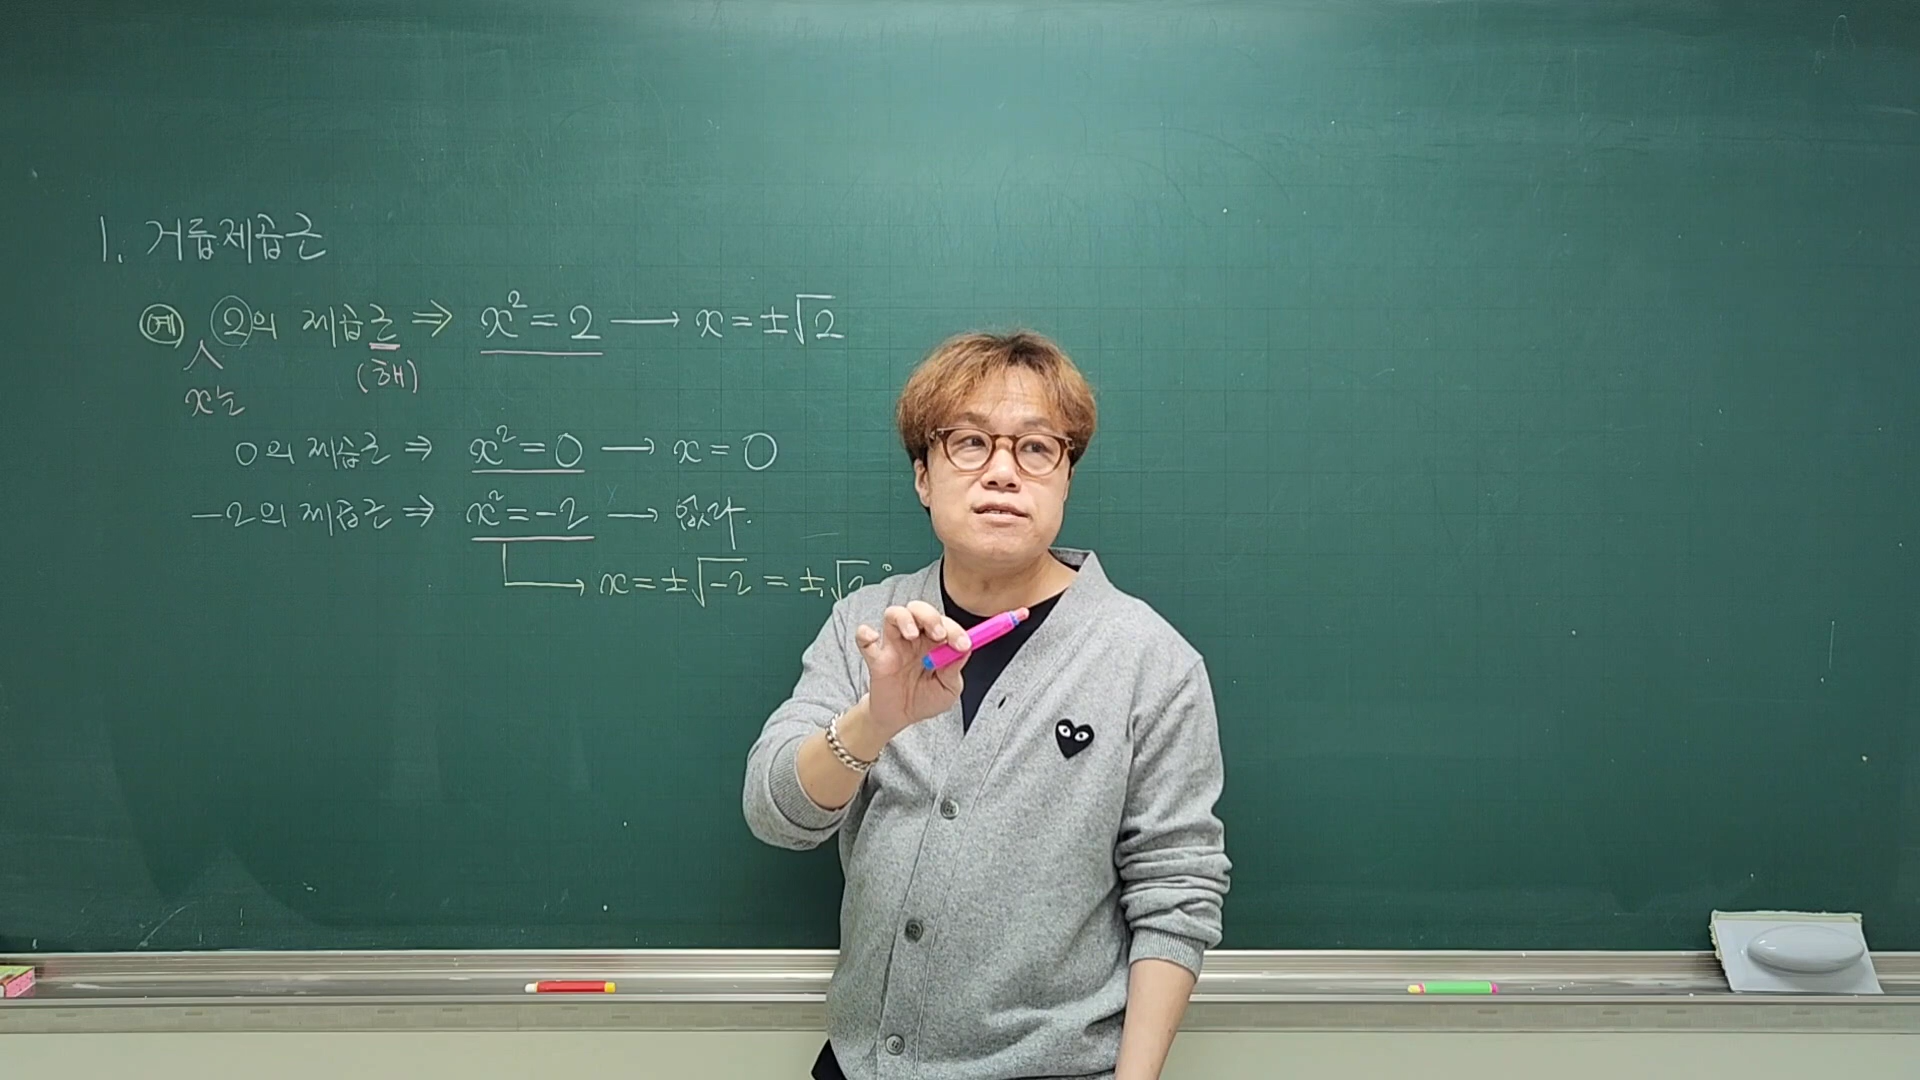 1. 거듭제곱근
예 2의 제곱근 ⇒ x²=2 → x=±√2
(해)
x는
0의 제곱근 ⇒ x²=0 → x=0
-2의 제곱근 ⇒ x²=-2 → 없다.
x=±√-2 = ±√2